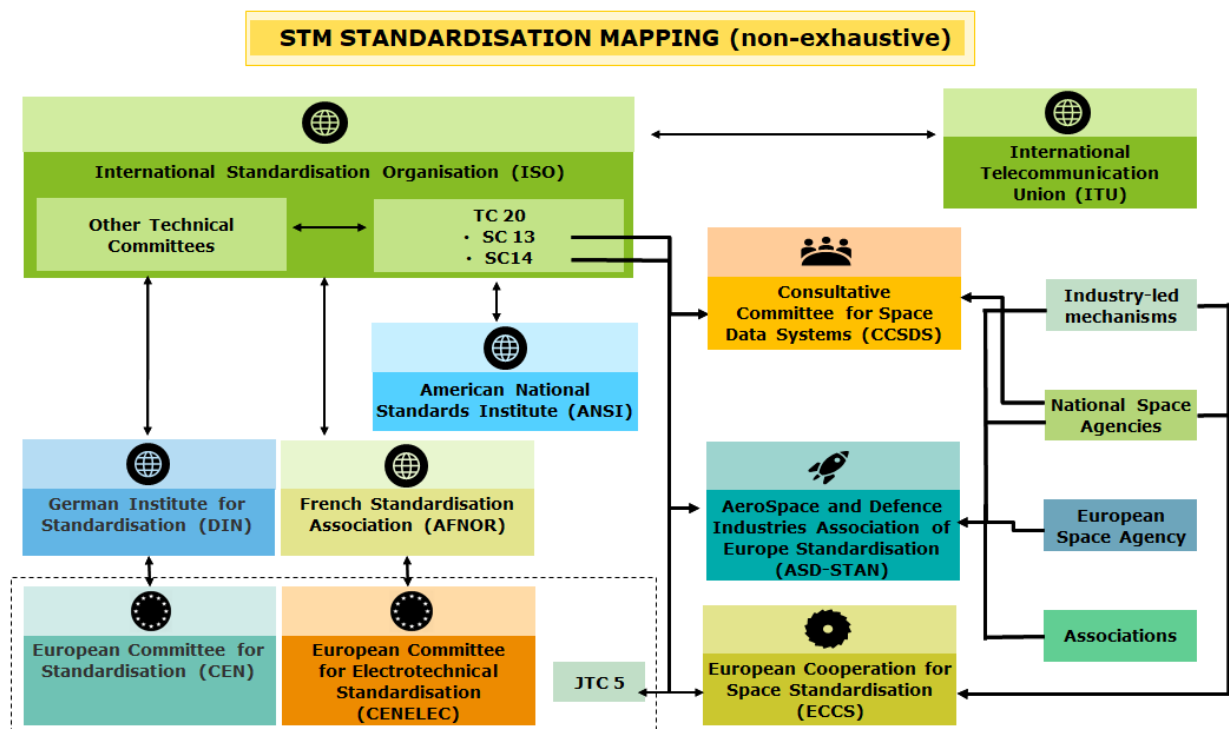 STM STANDARDISATION MAPPING (non-exhaustive)
International Standardisation Organisation (ISO)
Other Technical
Committees
TC 20
· SC 13
· SC14
International
Telecommunication
Union (ITU)
Consultative
Committee for Space
Data Systems (CCSDS)
Industry-led
mechanisms
American National
Standards Institute (ANSI)
National Space
Agencies
German Institute for
Standardisation (DIN)
French Standardisation
Association (AFNOR)
AeroSpace and Defence
Industries Association of
Europe Standardisation
(ASD-STAN)
European
Space Agency
European Committee for
Standardisation (CEN)
European Committee
for Electrotechnical
Standardisation
(CENELEC)
JTC 5
European Cooperation for
Space Standardisation
(ECCS)
Associations